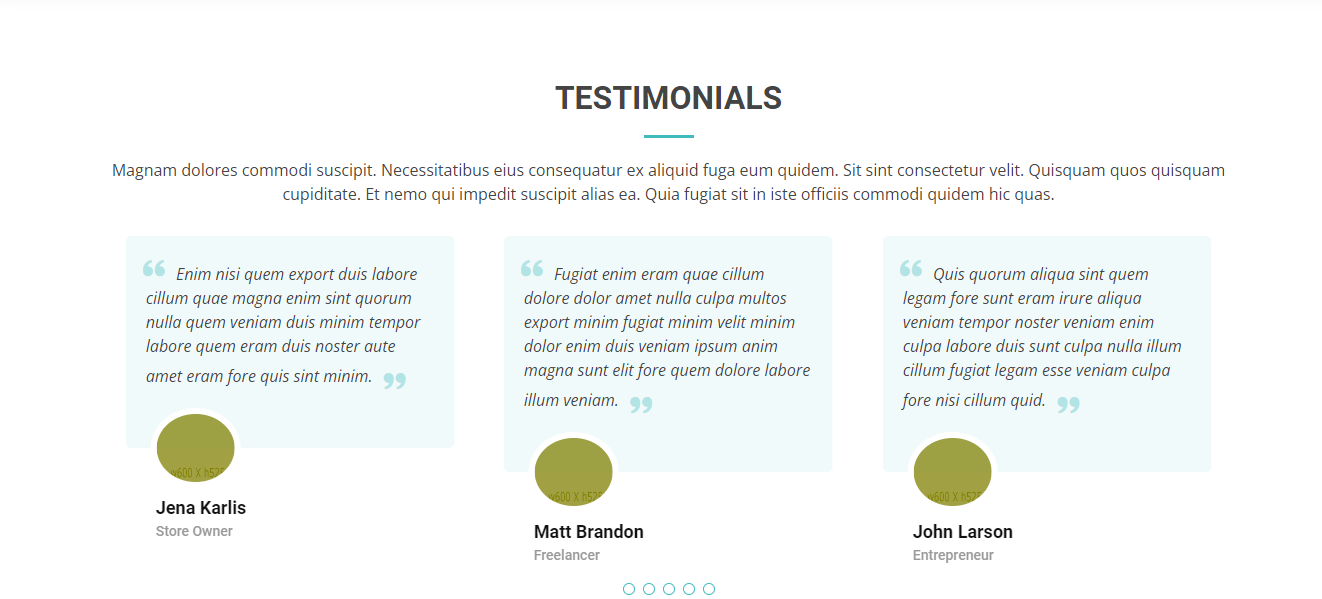 TESTIMONIALS
Magnam dolores commodi suscipit. Necessitatibus eius consequatur ex aliquid fuga eum quidem. Sit sint consectetur velit. Quisquam quos quisquam
cupiditate. Et nemo qui impedit suscipit alias ea. Quia fugiat sit in iste officiis commodi quidem hic quas.
“ Enim nisi quem export duis labore
cillum quae magna enim sint quorum
nulla quem veniam duis minim tempor
labore quem eram duis noster aute
amet eram fore quis sint minim. ”
w600 X h52
Jena Karlis
Store Owner
“ Fugiat enim eram quae cillum
dolore dolor amet nulla culpa multos
export minim fugiat minim velit minim
dolor enim duis veniam ipsum anim
magna sunt elit fore quem dolore labore
illum veniam. ”
w600 X h52
Matt Brandon
Freelancer
“ Quis quorum aliqua sint quem
legam fore sunt eram irure aliqua
veniam tempor noster veniam enim
culpa labore duis sunt culpa nulla illum
cillum fugiat legam esse veniam culpa
fore nisi cillum quid. ”
w600 X h52
John Larson
Entrepreneur